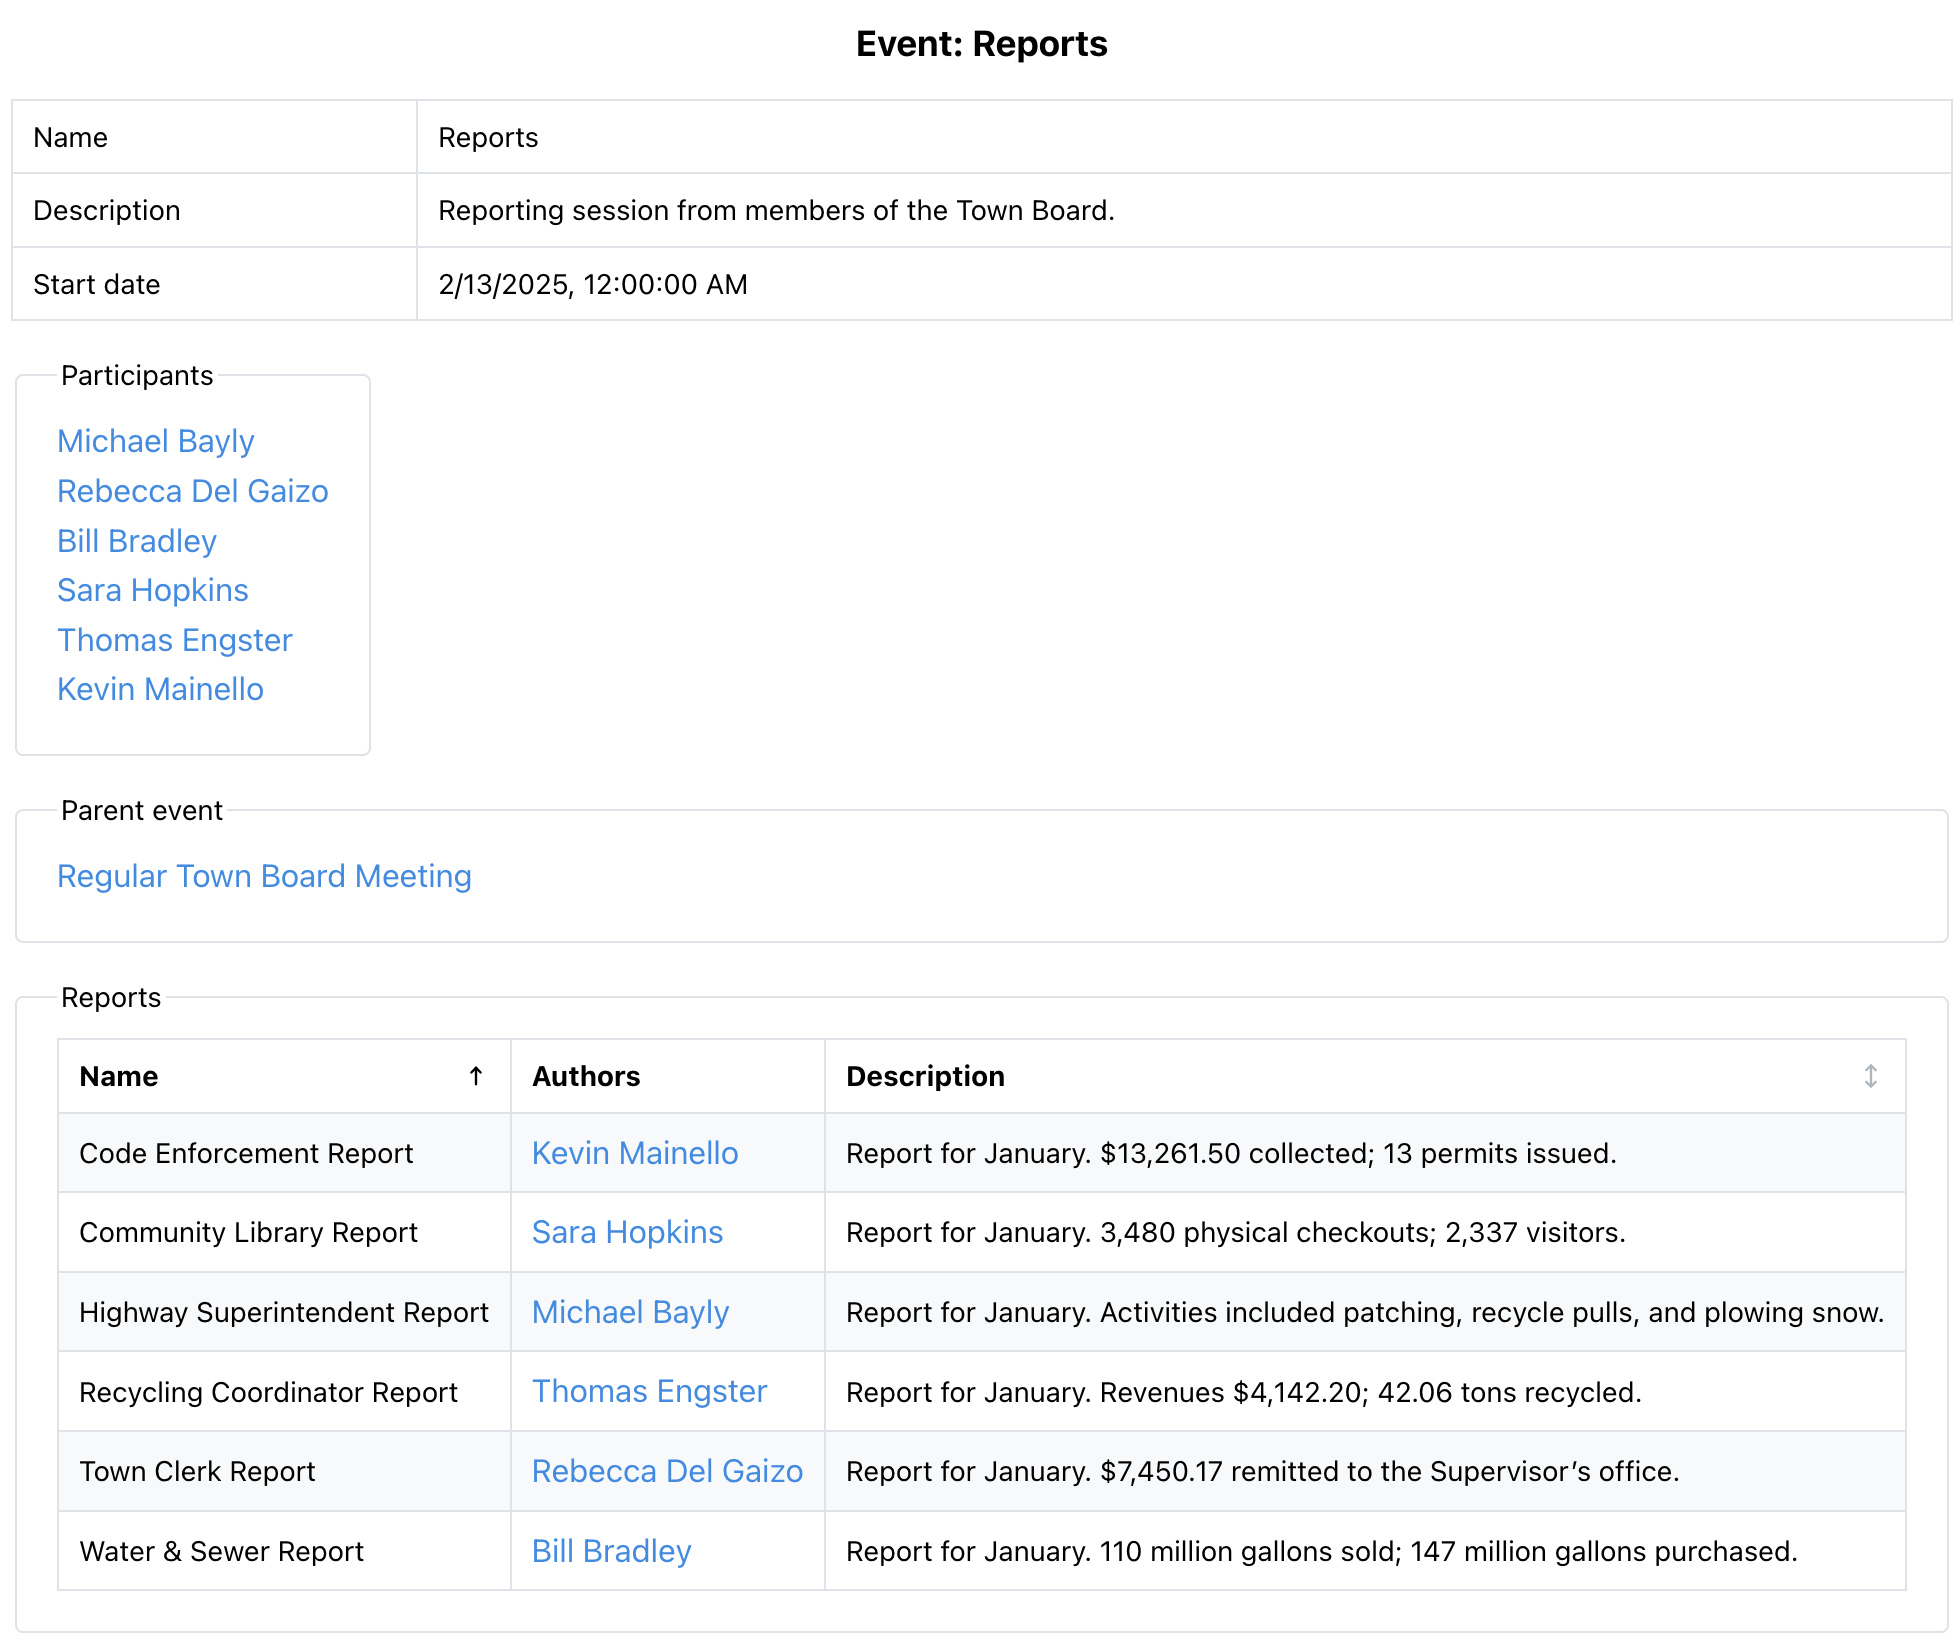 Event: Reports
Name Reports
Description Reporting session from members of the Town Board.
Start date 2/13/2025, 12:00:00 AM
Participants
Michael Bayly
Rebecca Del Gaizo
Bill Bradley
Sara Hopkins
Thomas Engster
Kevin Mainello
Parent event
Regular Town Board Meeting
Reports
Name ↑ Authors Description ↕
Code Enforcement Report Kevin Mainello Report for January. $13,261.50 collected; 13 permits issued.
Community Library Report Sara Hopkins Report for January. 3,480 physical checkouts; 2,337 visitors.
Highway Superintendent Report Michael Bayly Report for January. Activities included patching, recycle pulls, and plowing snow.
Recycling Coordinator Report Thomas Engster Report for January. Revenues $4,142.20; 42.06 tons recycled.
Town Clerk Report Rebecca Del Gaizo Report for January. $7,450.17 remitted to the Supervisor’s office.
Water & Sewer Report Bill Bradley Report for January. 110 million gallons sold; 147 million gallons purchased.